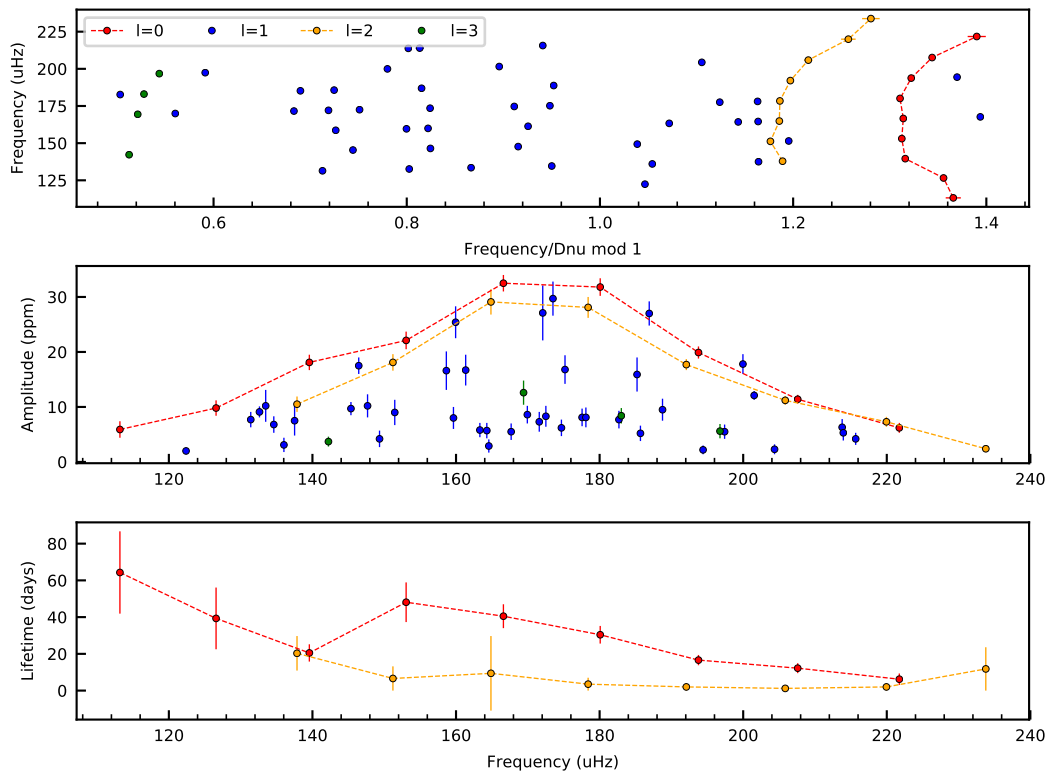 225
200
175
150
125
Frequency (uHz)
l=0 l=1 l=2 l=3
0.6 0.8 1.0 1.2 1.4
Frequency/Dnu mod 1
30
20
10
0
Amplitude (ppm)
120 140 160 180 200 220 240
80
60
40
20
0
Lifetime (days)
120 140 160 180 200 220 240
Frequency (uHz)